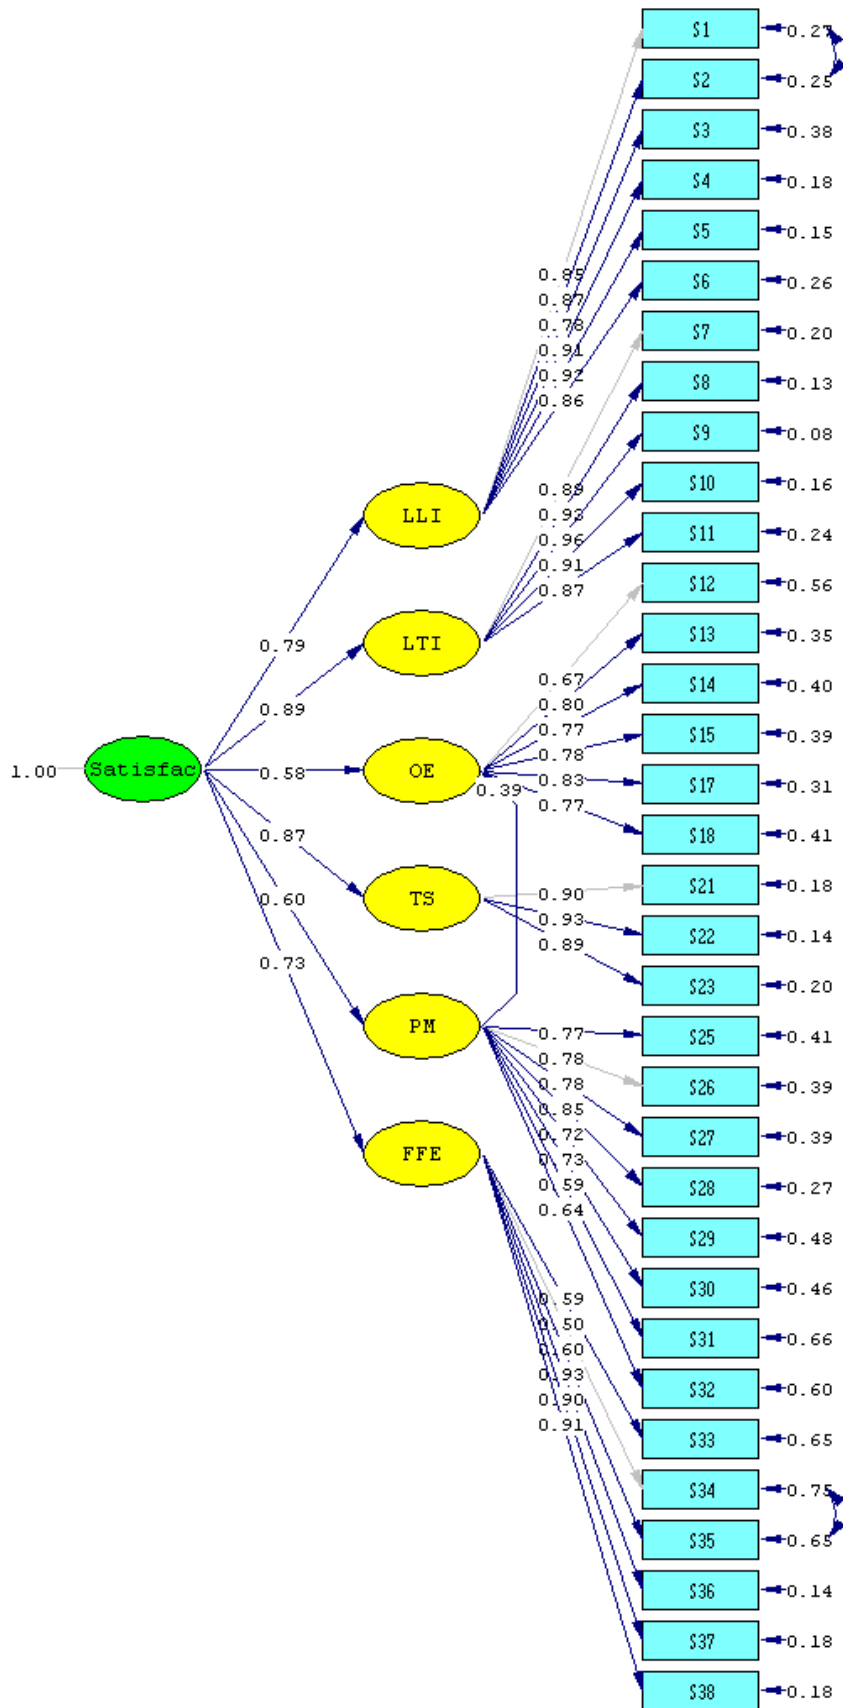 S1 0.27
S2 0.25
S3 0.38
S4 0.18
S5 0.15
S6 0.26
0.85
0.87
0.78
0.91
0.92
0.86
S7 0.20
S8 0.13
S9 0.08
S10 0.16
S11 0.24
LLI
0.89
0.93
0.96
0.91
0.87
S12 0.56
S13 0.35
S14 0.40
S15 0.39
S17 0.31
S18 0.41
LTI
0.79
0.89
0.67
0.80
0.77
0.78
0.83
0.77
1.00 Satisfac 0.58 OE 0.39
0.87
0.60
0.73
TS
0.90
0.93
0.89
S21 0.18
S22 0.14
S23 0.20
PM
0.77
0.78
0.78
0.85
0.72
0.73
0.59
0.64
S25 0.41
S26 0.39
S27 0.39
S28 0.27
S29 0.48
S30 0.46
S31 0.66
S32 0.60
FFE
0.59
0.50
0.60
0.93
0.90
0.91
S33 0.65
S34 0.75
S35 0.65
S36 0.14
S37 0.18
S38 0.18